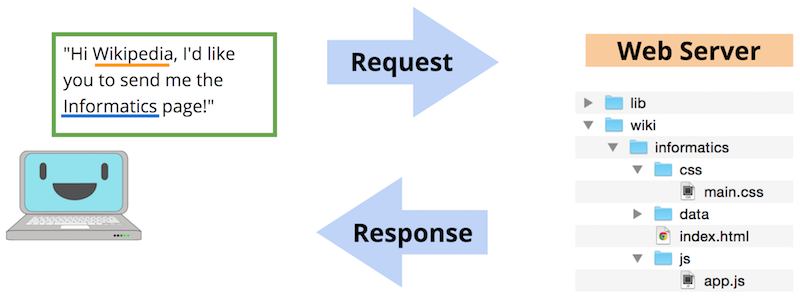 "Hi Wikipedia, I'd like
you to send me the
Informatics page!"
Request
Response
Web Server
lib
wiki
informatics
css
main.css
data
index.html
js
app.js